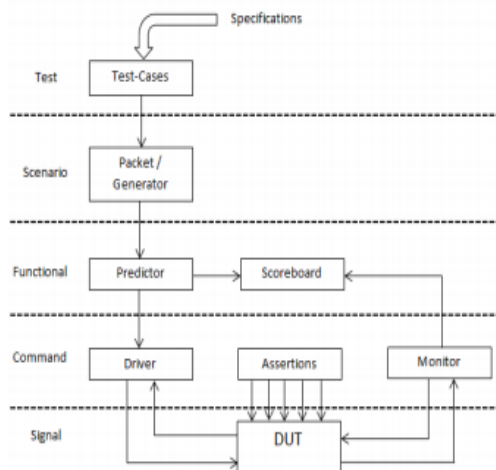 Specifications
Test
Test-Cases
Scenario
Packet /
Generator
Functional
Predictor
Scoreboard
Command
Driver
Assertions
Monitor
Signal
DUT